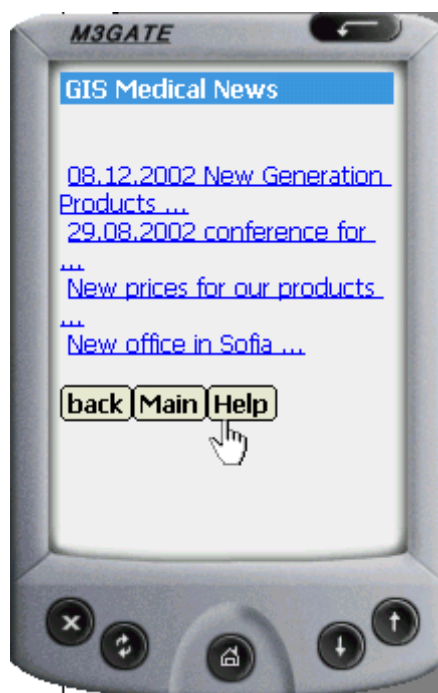 M3GATE
GIS Medical News
08.12.2002 New Generation
Products ...
29.08.2002 conference for
...
New prices for our products
...
New office in Sofia ...
back Main Help